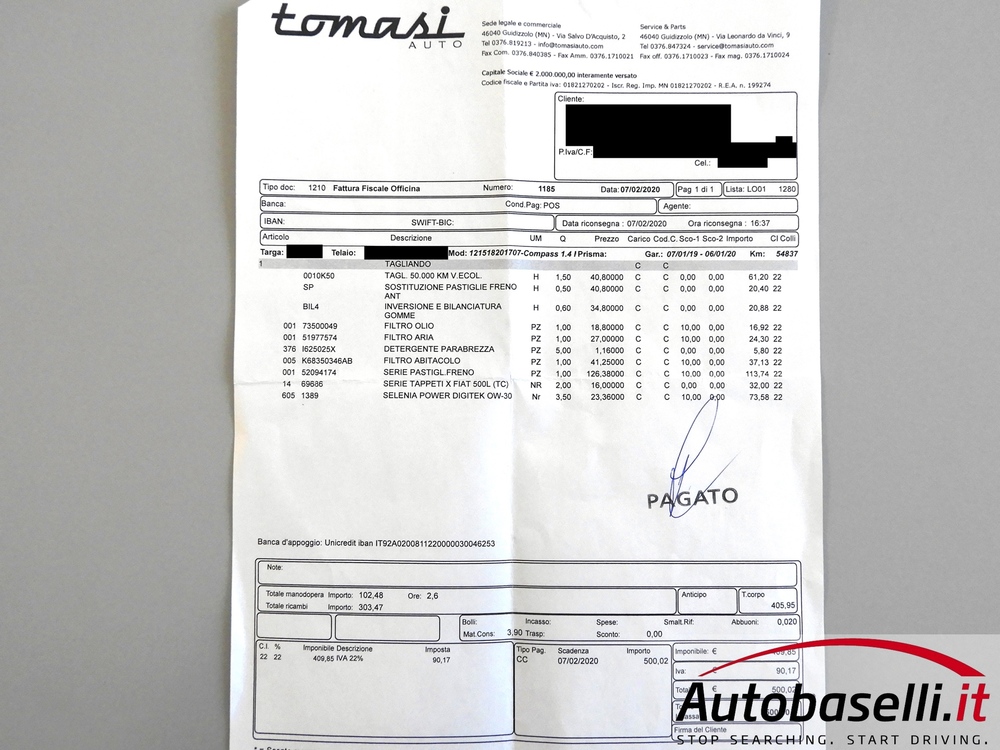 tomasi
AUTO
Sede legale e commerciale
46040 Guidizzolo (MN) - Via Salvo D'Acquisto, 2
Tel 0376.819213 - info@tomasiauto.com
Fax Com. 0376.840385 - Fax Amm. 0371.1710021
Service & Parts
46040 Guidizzolo (MN) - Via Leonardo da Vinci, 9
Tel 0376.847324 - service@tomasiauto.com
Fax off. 0371.1710023 - Fax mag. 0371.1710024
Capitale Sociale € 2.000.000,00 interamente versato
Codice fiscale e Partita iva: 01821270202 - Iscr. Reg. Imp. MN 01821270202 - R.E.A. n. 199274
Cliente:
P.Iva/C.F:
Cel.:
Tipo doc: 1210 Fattura Fiscale Officina Numero: 1185 Data: 07/02/2020 Pag 1 di 1 Lista: LO01 1280
Banca: Cond.Pag: POS Agente:
IBAN: SWIFT-BIC: Data riconsegna : 07/02/2020 Ora riconsegna : 16:37
Articolo Descrizione UM Q Prezzo Carico Cod.C. Sco-1 Sco-2 Importo CI Colli
Targa: Telaio: Mod: 121518201707-Compass 1.4 I Prisma: Gar.: 07/01/19 - 06/01/20 Km: 54837
1 TAGLIANDO C C
0010K50 TAGL. 50.000 KM V.ECOL. H 1,50 40,80000 C C 0,00 0,00 61,20 22
SP SOSTITUZIONE PASTIGLIE FRENO H 0,50 40,80000 C C 0,00 0,00 20,40 22
ANT
BIL4 INVERSIONE E BILANCIATURA H 0,60 34,80000 C C 0,00 0,00 20,88 22
GOMME
001 73500049 FILTRO OLIO PZ 1,00 18,80000 C C 10,00 0,00 16,92 22
001 51977574 FILTRO ARIA PZ 1,00 27,00000 C C 10,00 0,00 24,30 22
376 I625025X DETERGENTE PARABREZZA PZ 5,00 1,16000 C C 0,00 0,00 5,80 22
005 K68350346AB FILTRO ABITACOLO PZ 1,00 41,25000 C C 10,00 0,00 37,13 22
001 52094174 SERIE PASTIGL.FRENO PZ 1,00 126,38000 C C 10,00 0,00 113,74 22
14 69686 SERIE TAPPETI X FIAT 500L (TC) NR 2,00 16,00000 C C 0,00 0,00 32,00 22
605 1389 SELENIA POWER DIGITEK OW-30 Nr 3,50 23,36000 C C 10,00 0,00 73,58 22
PAGATO
Banca d'appoggio: Unicredit iban IT92A0200811220000030046253
Note:
Totale manodopera Importo: 102,48 Ore: 2,6 Anticipo T.corpo
Totale ricambi Importo: 303,47 405,95
Bolli: Incasso: Spese: Smalt.Rif: Abbuoni: 0,020
Mat.Cons: 3,90 Trasp: Sconto: 0,00
C.I. % Imponibile Descrizione Imposta
22 22 409,85 IVA 22% 90,17
Tipo Pag. Scadenza Importo
CC 07/02/2020 500,02
Imponibile: € 409,85
Iva: € 90,17
€ 500,02
Firma del Cliente
Autobaselli.it
STOP SEARCHING. START DRIVING.